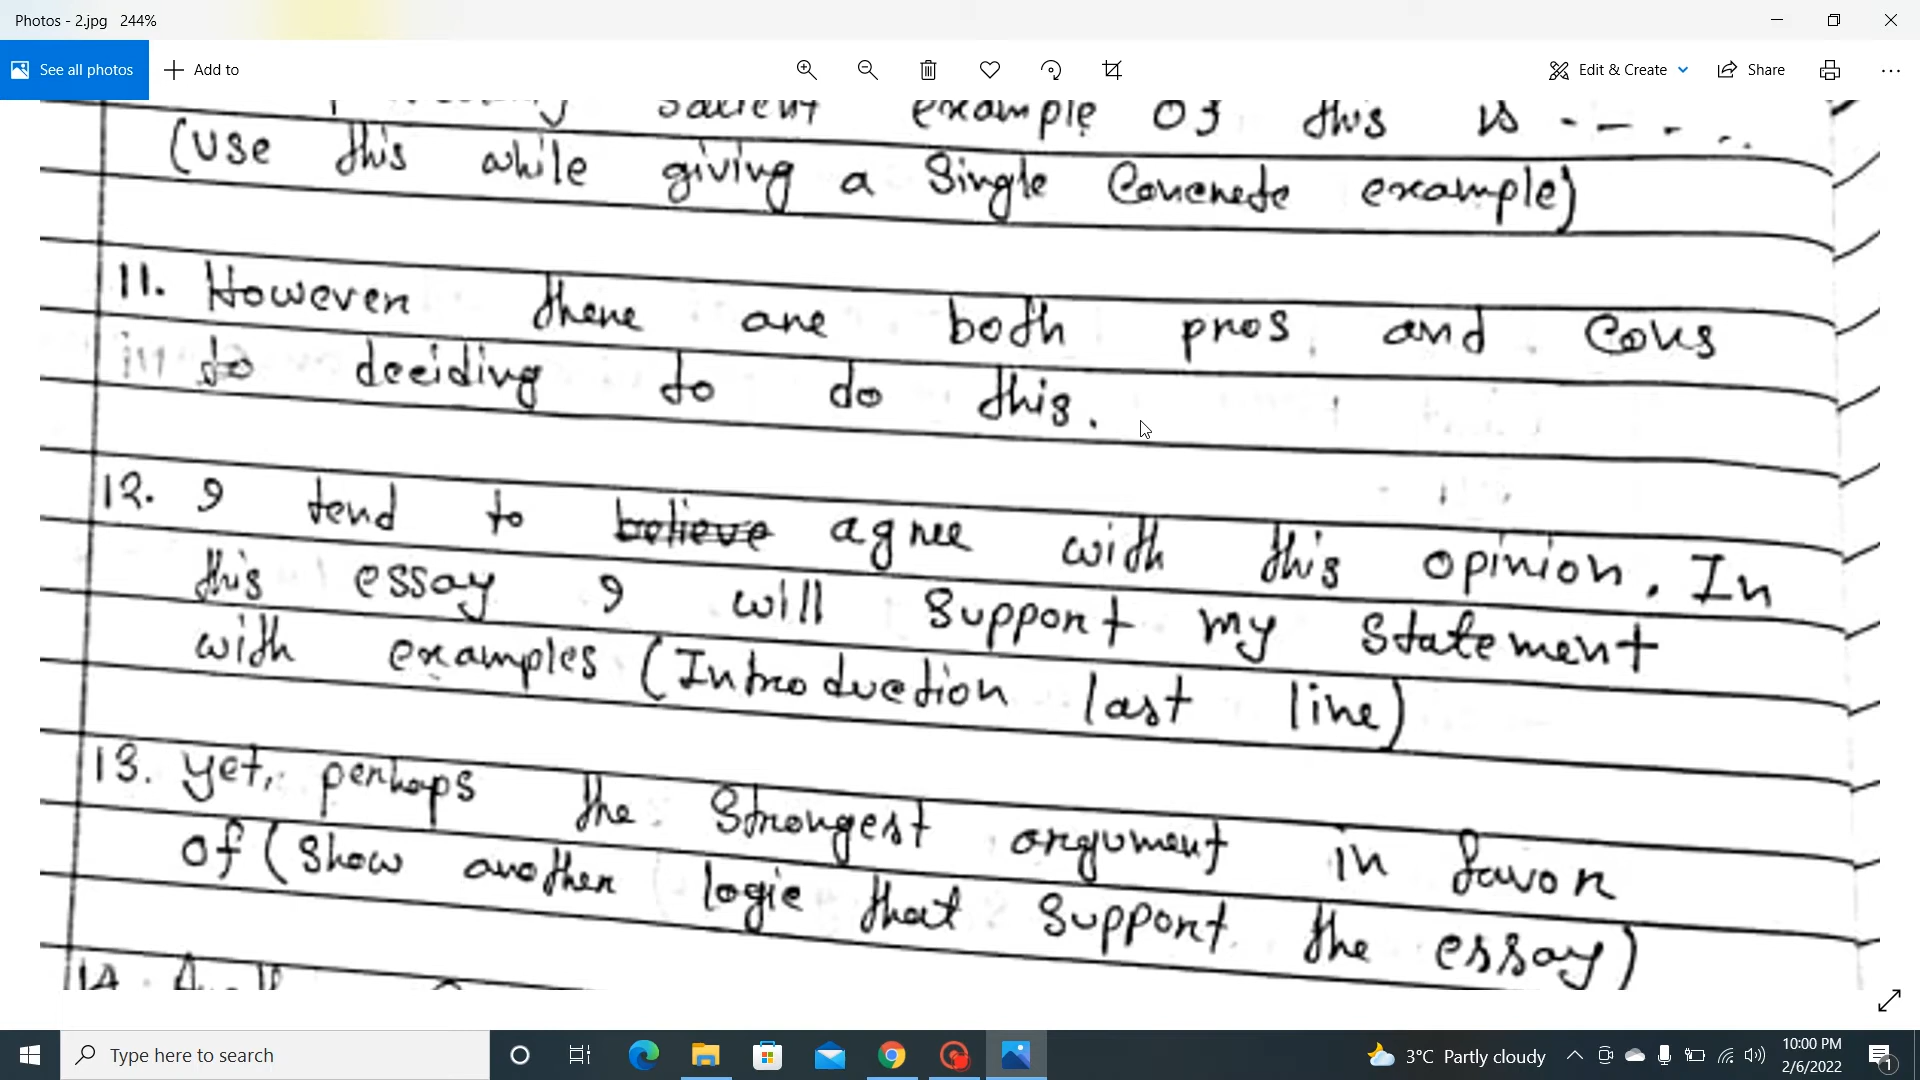 Photos - 2.jpg 244%
See all photos
Add to
Edit & Create
Share
salient example of this is - - - - . .
(Use this while giving a Single Concrete example)
11. However there are both pros and Cons
in to deciding to do this.
12. I tend to believe agree with this opinion. In
this essay I will Support my Statement
with examples (Introduction last line)
13. yet, perhaps the Strongest argument in favor
of (Show another logic that Support the essay)
14.
Type here to search
3°C Partly cloudy
10:00 PM
2/6/2022
1